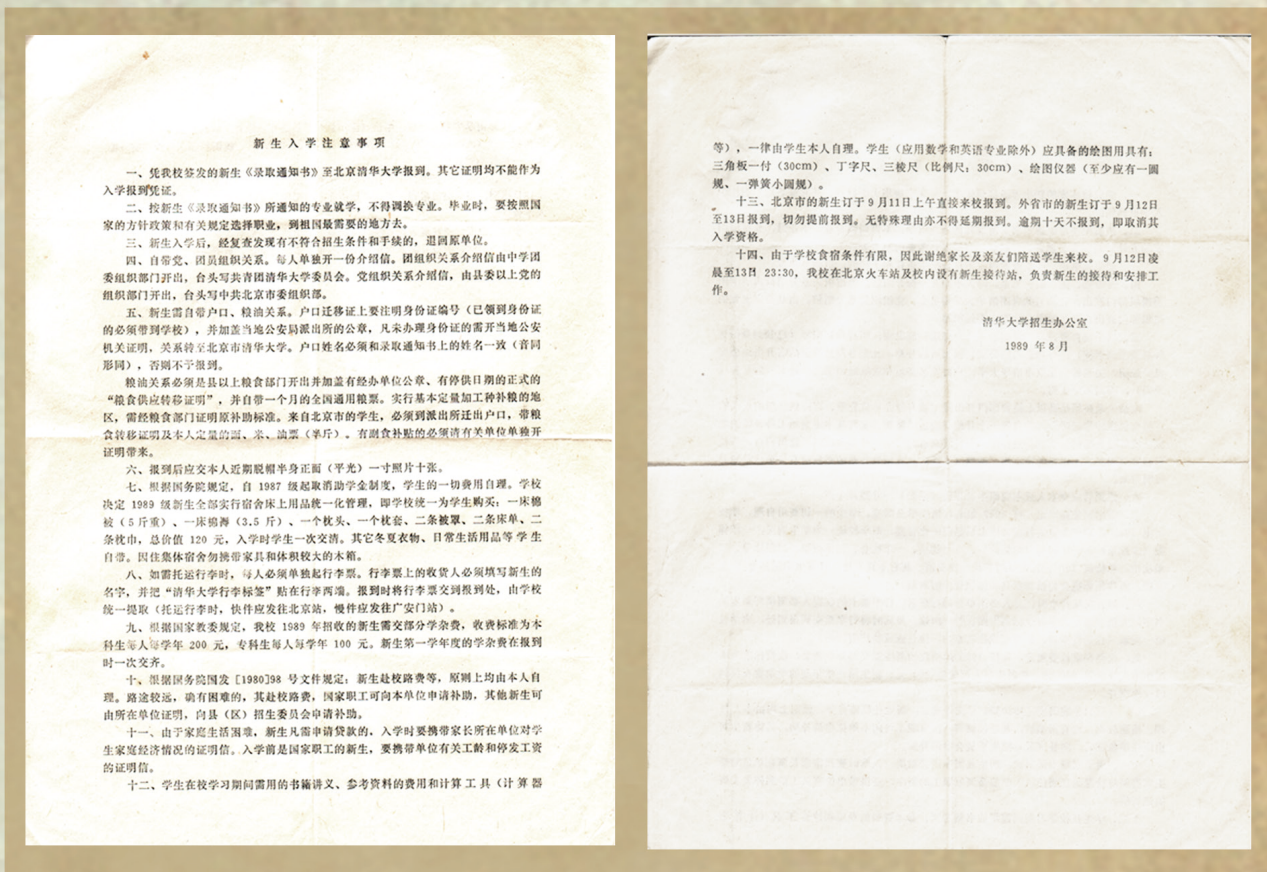 新生入学注意事项
一、凭我校签发的新生《录取通知书》至北京清华大学报到。其它证明均不能作为
入学报到凭证。
二、按新生《录取通知书》所通知的专业就学，不得调换专业。毕业时，要按照国
家的方针政策和有关规定选择职业，到祖国最需要的地方去。
三、新生入学后，经复查发现有不符合招生条件和手续的，退回原单位。
四、自带党、团员组织关系。每人单独开一份介绍信。团组织关系介绍信由中学团
委组织部门开出，台头写共青团清华大学委员会。党组织关系介绍信，由县委以上党的
组织部门开出，台头写中共北京市委组织部。
五、新生需自带户口、粮油关系。户口迁移证上要注明身份证编号（已领到身份证
的必须带到学校），并加盖当地公安局派出所的公章，凡未办理身份证的需开当地公安
机关证明，关系转至北京市清华大学。户口姓名必须和录取通知书上的姓名一致（音同
形同），否则不予报到。
粮油关系必须是县以上粮食部门开出并加盖有经办单位公章、有停供日期的正式的
“粮食供应转移证明”，并自带一个月的全国通用粮票。实行基本定量加工种补粮的地
区，需经粮食部门证明原补助标准。来自北京市的学生，必须到派出所迁出户口，带粮
食转移证明及本人定量的面、米、油票（半斤）。有副食补贴的必须请有关单位单独开
证明带来。
六、报到后应交本人近期脱帽半身正面（平光）一寸照片十张。
七、根据国务院规定，自 1987 级起取消助学金制度，学生的一切费用自理。学校
决定 1989 级新生全部实行宿舍床上用品统一化管理，即学校统一为学生购买：一床棉
被（5斤重）、一床棉褥（3.5 斤）、一个枕头、一个枕套、二条被罩、二条床单、二
条枕巾，总价值 120 元，入学时学生一次交清。其它冬夏衣物、日常生活用品等学生
自带。因住集体宿舍勿携带家具和体积较大的木箱。
八、如需托运行李时，每人必须单独起行李票。行李票上的收货人必须填写新生的
名字，并把“清华大学行李标签”贴在行李两端。报到时将行李票交到报到处，由学校
统一提取（托运行李时，快件应发往北京站，慢件应发往广安门站）。
九、根据国家教委规定，我校 1989 年招收的新生需交部分学杂费，收费标准为本
科生每人每学年 200 元，专科生每人每学年 100 元。新生第一学年度的学杂费在报到
时一次交齐。
十、根据国务院国发［1980］98 号文件规定：新生赴校路费等，原则上均由本人自
理。路途较远，确有困难的，其赴校路费，国家职工可向本单位申请补助，其他新生可
由所在单位证明，向县（区）招生委员会申请补助。
十一、由于家庭生活困难，新生凡需申请贷款的，入学时要携带家长所在单位对学
生家庭经济情况的证明信。入学前是国家职工的新生，要携带单位有关工龄和停发工资
的证明信。
十二、学生在校学习期间需用的书籍讲义、参考资料的费用和计算工具（计算器
等），一律由学生本人自理。学生（应用数学和英语专业除外）应具备的绘图用具有：
三角板一付（30cm）、丁字尺、三棱尺（比例尺：30cm）、绘图仪器（至少应有一圆
规、一弹簧小圆规）。
十三、北京市的新生订于9月11日上午直接来校报到。外省市的新生订于9月12日
至13日报到，切勿提前报到。无特殊理由亦不得延期报到。逾期十天不报到，即取消其
入学资格。
十四、由于学校食宿条件有限，因此谢绝家长及亲友们陪送学生来校。9月12日凌
晨至13日 23:30，我校在北京火车站及校内设有新生接待站，负责新生的接待和安排工
作。
清华大学招生办公室
1989 年8月